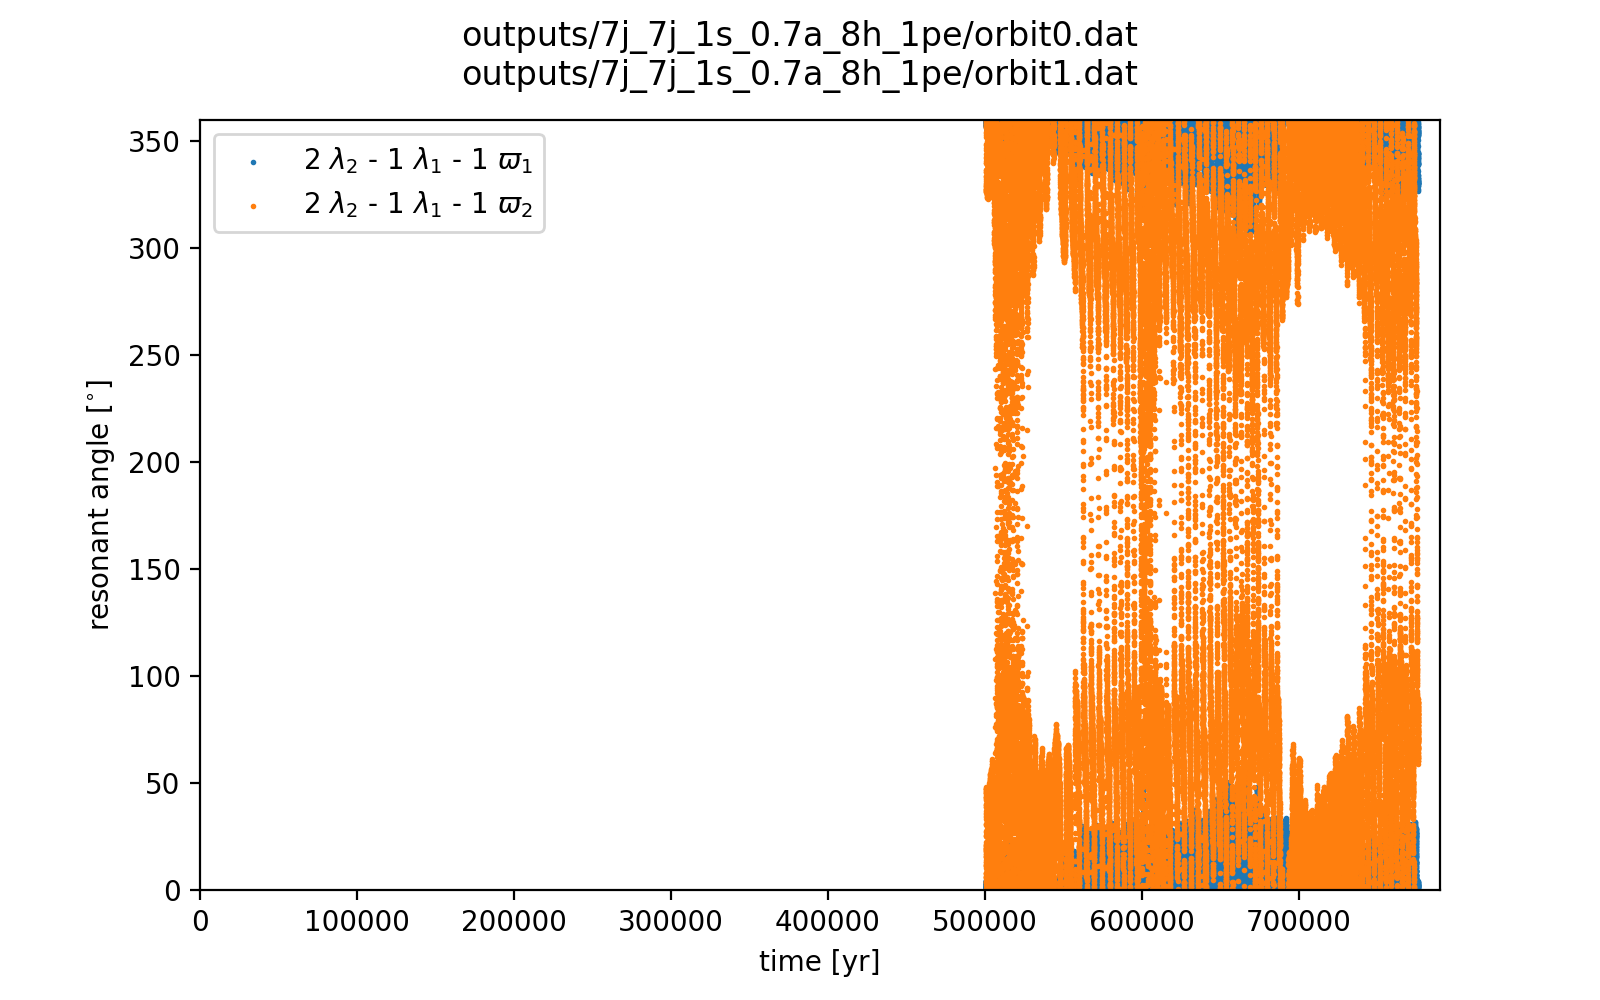 outputs/7j_7j_1s_0.7a_8h_1pe/orbit0.dat
outputs/7j_7j_1s_0.7a_8h_1pe/orbit1.dat
2 λ₂ - 1 λ₁ - 1 ϖ₁
2 λ₂ - 1 λ₁ - 1 ϖ₂
350
300
250
200
150
100
50
0
resonant angle [°]
0 100000 200000 300000 400000 500000 600000 700000
time [yr]